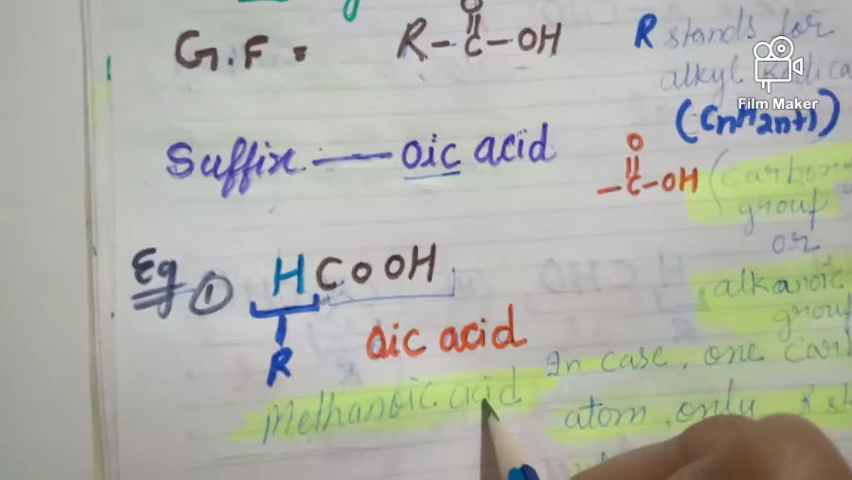 G.F = R-C-OH
O
R stands for
alkyl
Film Maker
(CnH2n+1)
Suffix — oic acid
O
-C-OH
group
or
alkanoic
group
Eg ① HCOOH
R
oic acid
Methanoic acid
In case, one
atom, only R